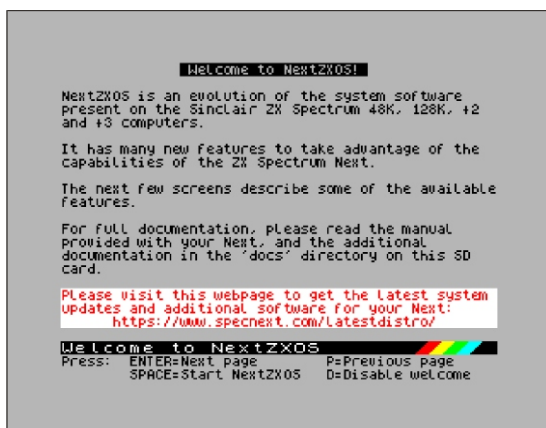 Welcome to NextZXOS!
NextZXOS is an evolution of the system software
present on the Sinclair ZX Spectrum 48K, 128K, +2
and +3 computers.
It has many new features to take advantage of the
capabilities of the ZX Spectrum Next.
The next few screens describe some of the available
features.
For full documentation, please read the manual
provided with your Next, and the additional
documentation in the 'docs' directory on this SD
card.
Please visit this webpage to get the latest system
updates and additional software for your Next:
https://www.specnext.com/latestdistro/
Welcome to NextZXOS
Press: ENTER=Next page P=Previous page
SPACE=Start NextZXOS D=Disable welcome